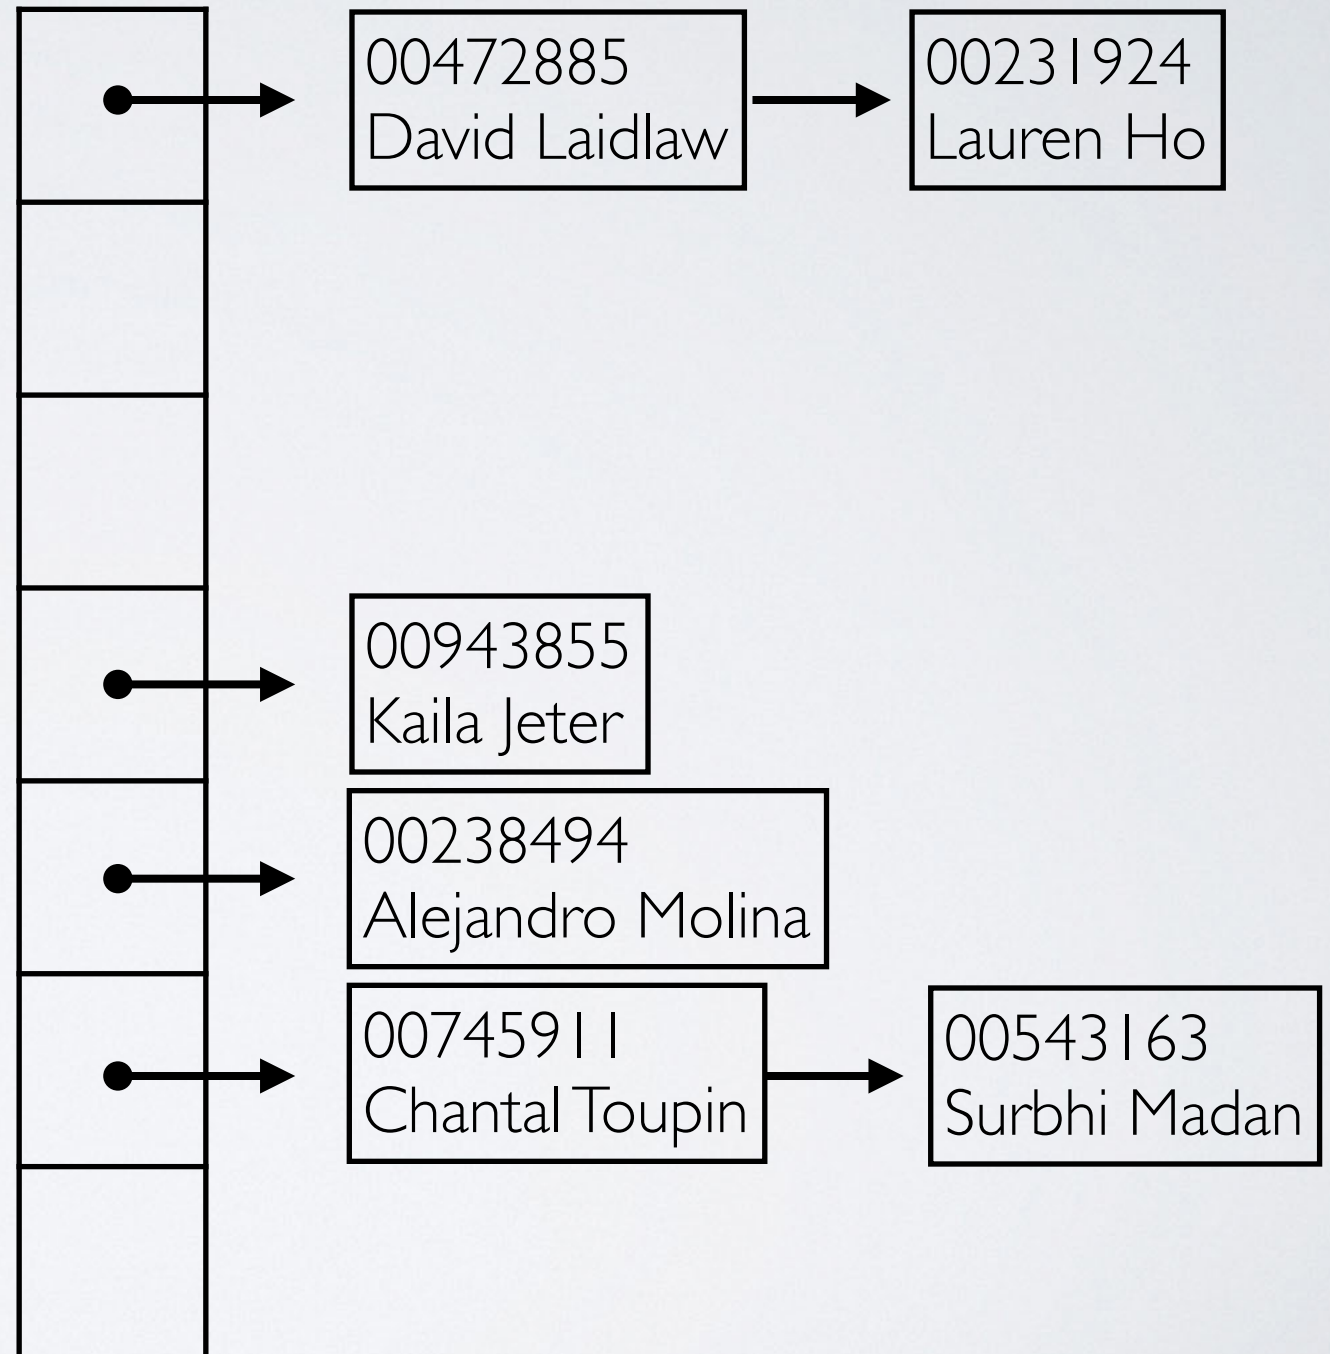 00472885
David Laidlaw
00231924
Lauren Ho
00943855
Kaila Jeter
00238494
Alejandro Molina
00745911
Chantal Toupin
00543163
Surbhi Madan